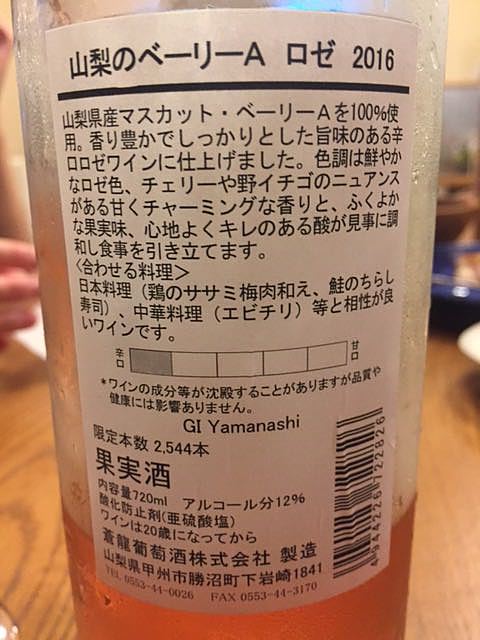 山梨のベーリーA ロゼ 2016
山梨県産マスカット・ベーリーAを100%使
用。香り豊かでしっかりとした旨味のある辛
口ロゼワインに仕上げました。色調は鮮やか
なロゼ色、チェリーや野イチゴのニュアンス
がある甘くチャーミングな香りと、ふくよか
な果実味、心地よくキレのある酸が見事に調
和し食事を引き立てます。
<合わせる料理>
日本料理(鶏のササミ梅肉和え、鮭のちらし
寿司)、中華料理(エビチリ)等と相性が良
いワインです。
辛口 甘口
*ワインの成分等が沈殿することがありますが品質や
健康には影響ありません。
GI Yamanashi
限定本数 2,544本
果実酒
内容量720ml アルコール分12%
酸化防止剤(亜硫酸塩)
ワインは20歳になってから
蒼龍葡萄酒株式会社 製造
山梨県甲州市勝沼町下岩崎1841
TEL 0553-44-0026 FAX 0553-44-3170
4944226722826